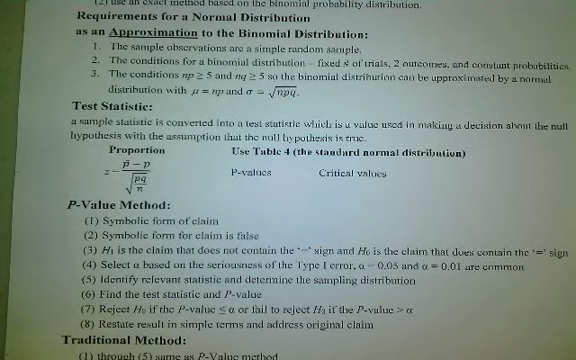 (2) use an exact method based on the binomial probability distribution.
Requirements for a Normal Distribution
as an Approximation to the Binomial Distribution:
1. The sample observations are a simple random sample.
2. The conditions for a binomial distribution – fixed # of trials, 2 outcomes, and constant probabilities.
3. The conditions np ≥ 5 and nq ≥ 5 so the binomial distribution can be approximated by a normal
distribution with μ = np and σ = √npq.
Test Statistic:
a sample statistic is converted into a test statistic which is a value used in making a decision about the null
hypothesis with the assumption that the null hypothesis is true.
Proportion Use Table 4 (the standard normal distribution)
z = (p̂ − p) / √(pq/n) P-values Critical values
P-Value Method:
(1) Symbolic form of claim
(2) Symbolic form for claim is false
(3) H₁ is the claim that does not contain the '=' sign and H₀ is the claim that does contain the '=' sign
(4) Select α based on the seriousness of the Type I error, α = 0.05 and α = 0.01 are common
(5) Identify relevant statistic and determine the sampling distribution
(6) Find the test statistic and P-value
(7) Reject H₀ if the P-value ≤ α or fail to reject H₀ if the P-value > α
(8) Restate result in simple terms and address original claim
Traditional Method:
(1) through (5) same as P-Value method